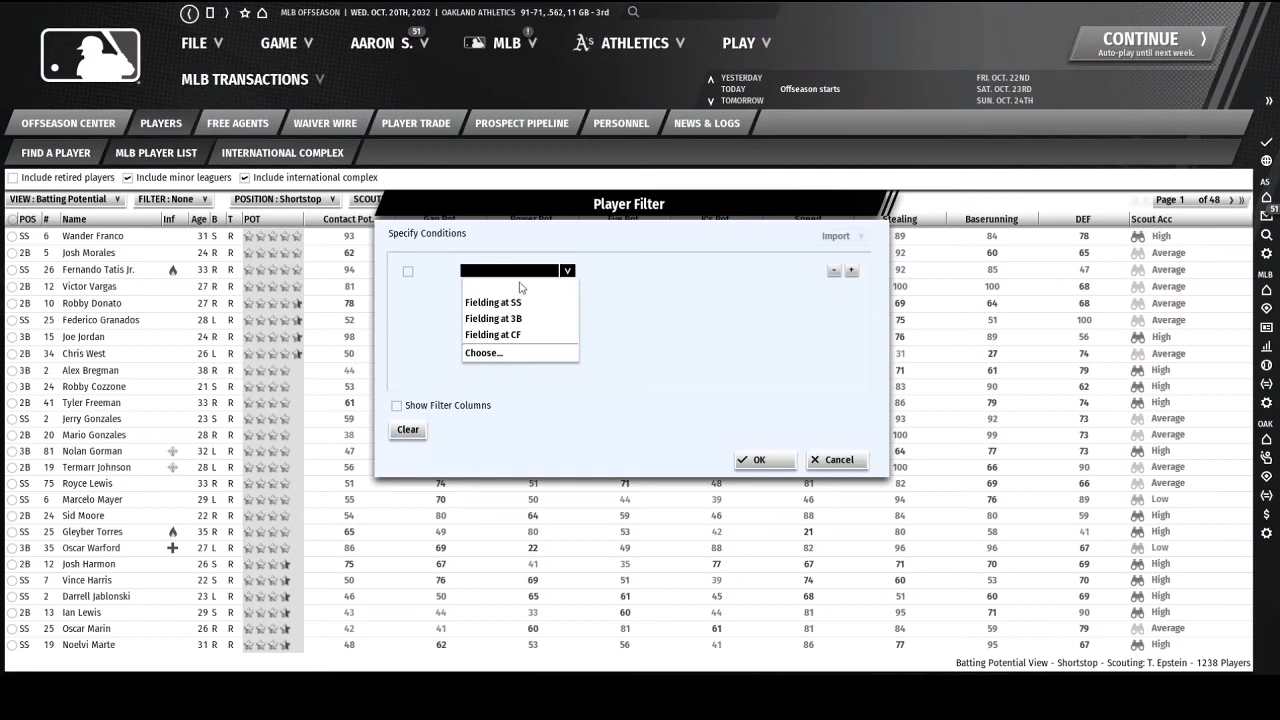 MLB OFFSEASON | WED. OCT. 20TH, 2032 | OAKLAND ATHLETICS 91-71, .562, 11 GB - 3rd
FILE GAME AARON S. 51 MLB ! A's ATHLETICS PLAY
CONTINUE
Auto-play until next week.
MLB TRANSACTIONS
YESTERDAY FRI. OCT. 22ND
TODAY Offseason starts SAT. OCT. 23RD
TOMORROW SUN. OCT. 24TH
OFFSEASON CENTER PLAYERS FREE AGENTS WAIVER WIRE PLAYER TRADE PROSPECT PIPELINE PERSONNEL NEWS & LOGS
FIND A PLAYER MLB PLAYER LIST INTERNATIONAL COMPLEX
Include retired players Include minor leaguers Include international complex
VIEW: Batting Potential FILTER: None POSITION: Shortstop SCOUT Page 1 of 48
POS # Name Inf Age B T POT Contact Pot. Stealing Baserunning DEF Scout Acc
Player Filter
Specify Conditions
Import
- +
Fielding at SS
Fielding at 3B
Fielding at CF
Choose...
Show Filter Columns
Clear
OK Cancel
SS 6 Wander Franco 31 S R 93 89 84 78 High
2B 5 Josh Morales 24 R R 62 60 60 65 Average
SS 26 Fernando Tatis Jr. 33 R R 94 92 85 47 High
2B 12 Victor Vargas 31 R R 68 100 100 67 Average
2B 10 Robby Donato 27 R R 78 69 64 68 Average
SS 25 Federico Granados 28 L R 54 75 51 100 Average
3B 15 Joe Jordan 24 R R 98 76 60 73 High
2B 34 Chris West 26 L R 50 31 27 74 Average
3B 2 Alex Bregman 38 R R 44 71 61 79 High
3B 24 Robby Cozzone 21 S R 53 83 90 62 High
2B 41 Tyler Freeman 33 R R 61 86 79 74 High
SS 2 Jerry Gonzales 23 S R 59 93 92 73 Average
2B 20 Mario Gonzales 28 R R 38 100 99 73 Average
3B 81 Nolan Gorman 32 L R 47 64 77 73 High
2B 19 Termarr Johnson 28 L R 56 100 66 90 Average
SS 75 Royce Lewis 33 R R 51 74 51 71 48 81 82 69 66 Average
SS 6 Marcelo Mayer 29 L R 55 70 50 44 39 46 94 76 89 Low
2B 24 Sid Moore 22 R R 54 80 64 59 46 88 80 80 59 High
SS 25 Gleyber Torres 35 R R 65 49 80 53 42 21 80 58 41 High
3B 35 Oscar Warford 27 L R 86 69 22 49 88 82 96 96 67 Low
2B 12 Josh Harmon 26 S R 75 67 41 35 77 67 71 70 69 High
SS 7 Vince Harris 22 S R 50 76 69 51 39 74 60 53 70 High
SS 2 Darrell Jablonski 23 L R 46 50 65 61 45 68 51 60 69 High
2B 13 Ian Lewis 29 S R 43 44 33 60 44 81 95 71 90 High
SS 25 Oscar Marin 26 R R 42 41 60 81 61 81 84 59 79 Average
SS 19 Noelvi Marte 31 R R 48 62 53 56 41 86 77 95 67 High
Batting Potential View - Shortstop - Scouting: T. Epstein - 1238 Players
AS
51
MLB
OAK